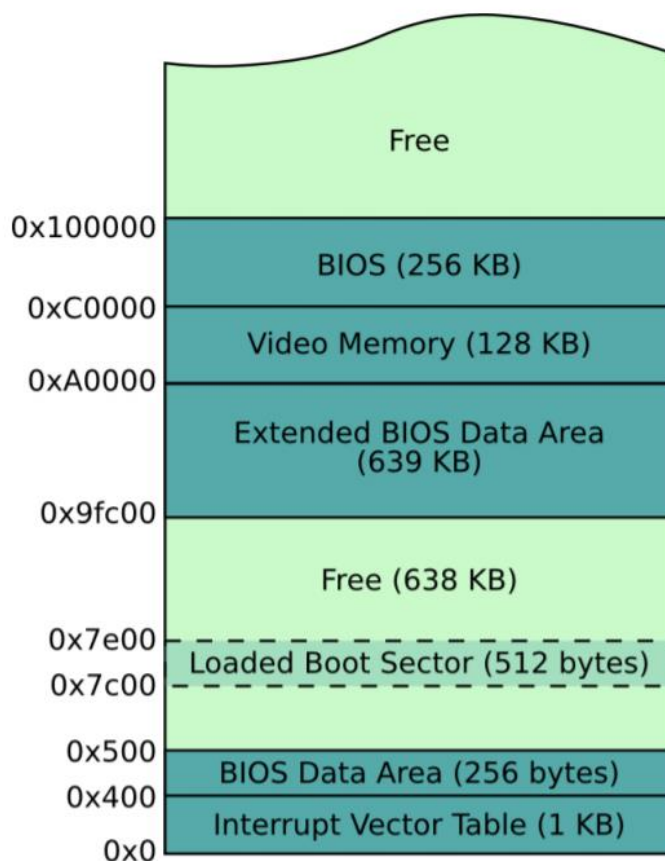 Free
0x100000
BIOS (256 KB)
0xC0000
Video Memory (128 KB)
0xA0000
Extended BIOS Data Area
(639 KB)
0x9fc00
Free (638 KB)
0x7e00
Loaded Boot Sector (512 bytes)
0x7c00
0x500
BIOS Data Area (256 bytes)
0x400
Interrupt Vector Table (1 KB)
0x0